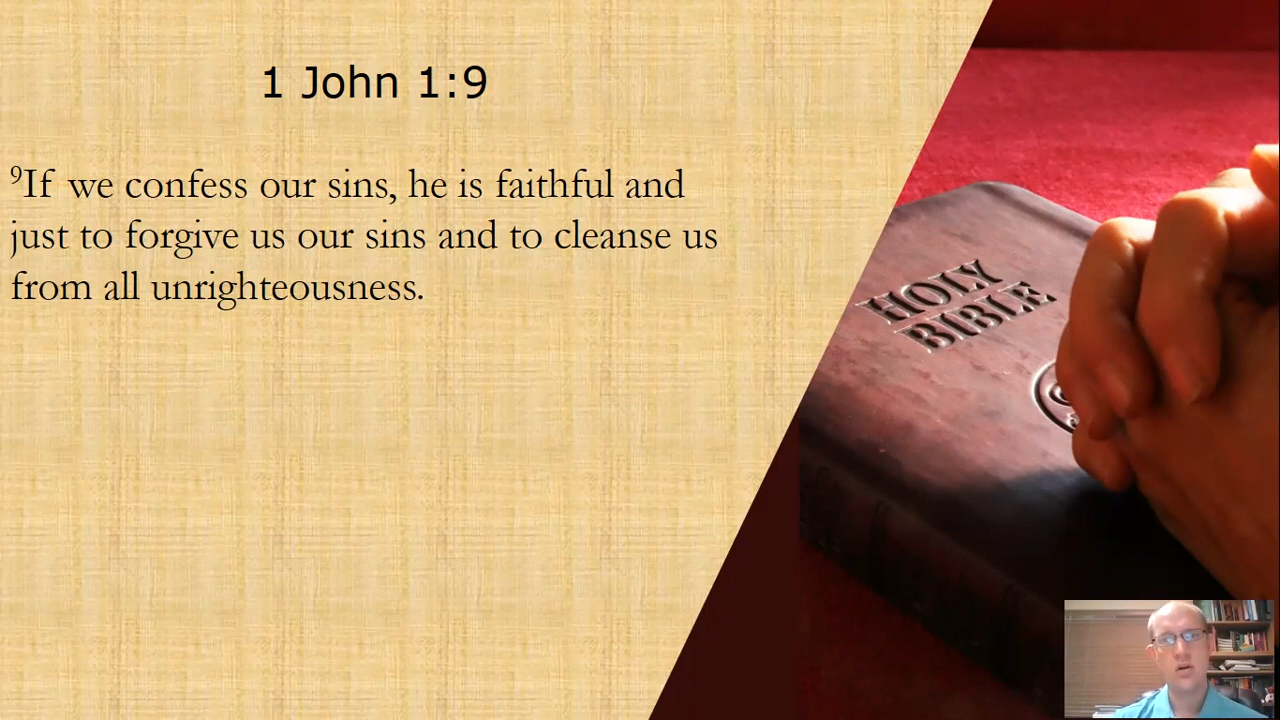 1 John 1:9
⁹If we confess our sins, he is faithful and
just to forgive us our sins and to cleanse us
from all unrighteousness.
HOLY
BIBLE